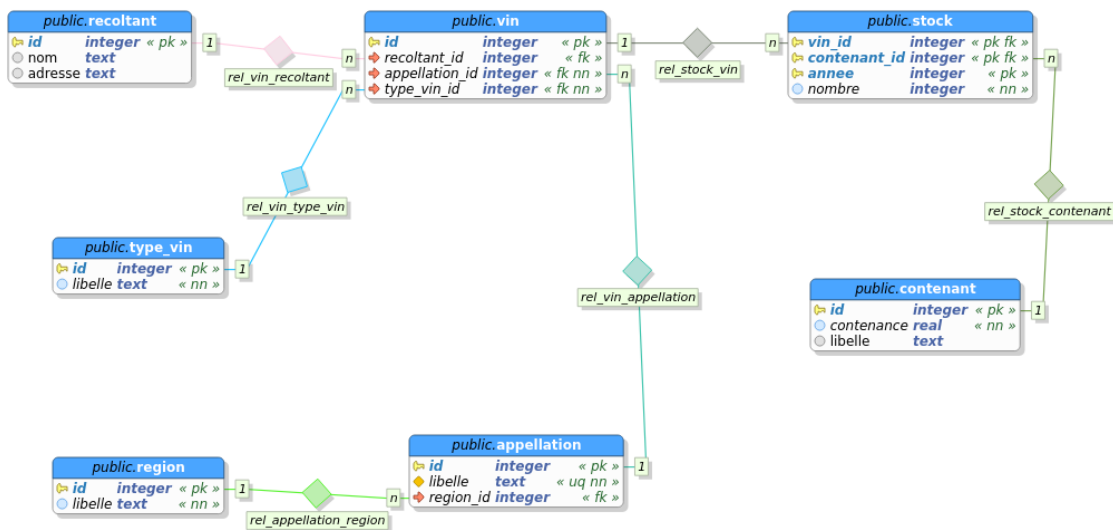 public.recoltant
id integer « pk »
nom text
adresse text
1
rel_vin_recoltant
n
public.vin
id integer « pk »
recoltant_id integer « fk »
appellation_id integer « fk nn »
type_vin_id integer « fk nn »
1
n
n
rel_stock_vin
n
public.stock
vin_id integer « pk fk »
contenant_id integer « pk fk »
annee integer « pk »
nombre integer « nn »
n
rel_vin_type_vin
rel_stock_contenant
public.type_vin
id integer « pk »
libelle text « nn »
1
rel_vin_appellation
public.contenant
id integer « pk »
contenance real « nn »
libelle text
1
public.region
id integer « pk »
libelle text « nn »
1
rel_appellation_region
n
public.appellation
id integer « pk »
libelle text « uq nn »
region_id integer « fk »
1